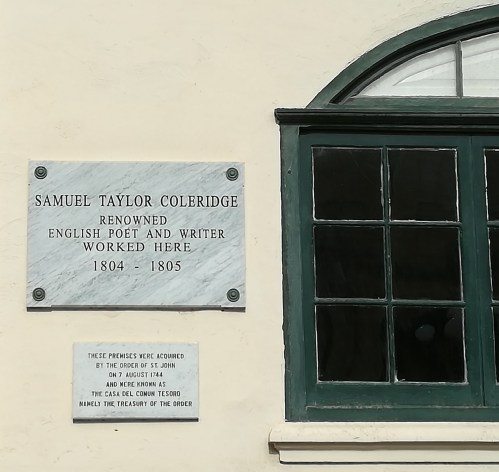 SAMUEL TAYLOR COLERIDGE
RENOWNED
ENGLISH POET AND WRITER
WORKED HERE
1804 - 1805
THESE PREMISES WERE ACQUIRED
BY THE ORDER OF ST. JOHN
ON 7 AUGUST 1744
AND WERE KNOWN AS
THE CASA DEL COMUN TESORO
NAMELY THE TREASURY OF THE ORDER